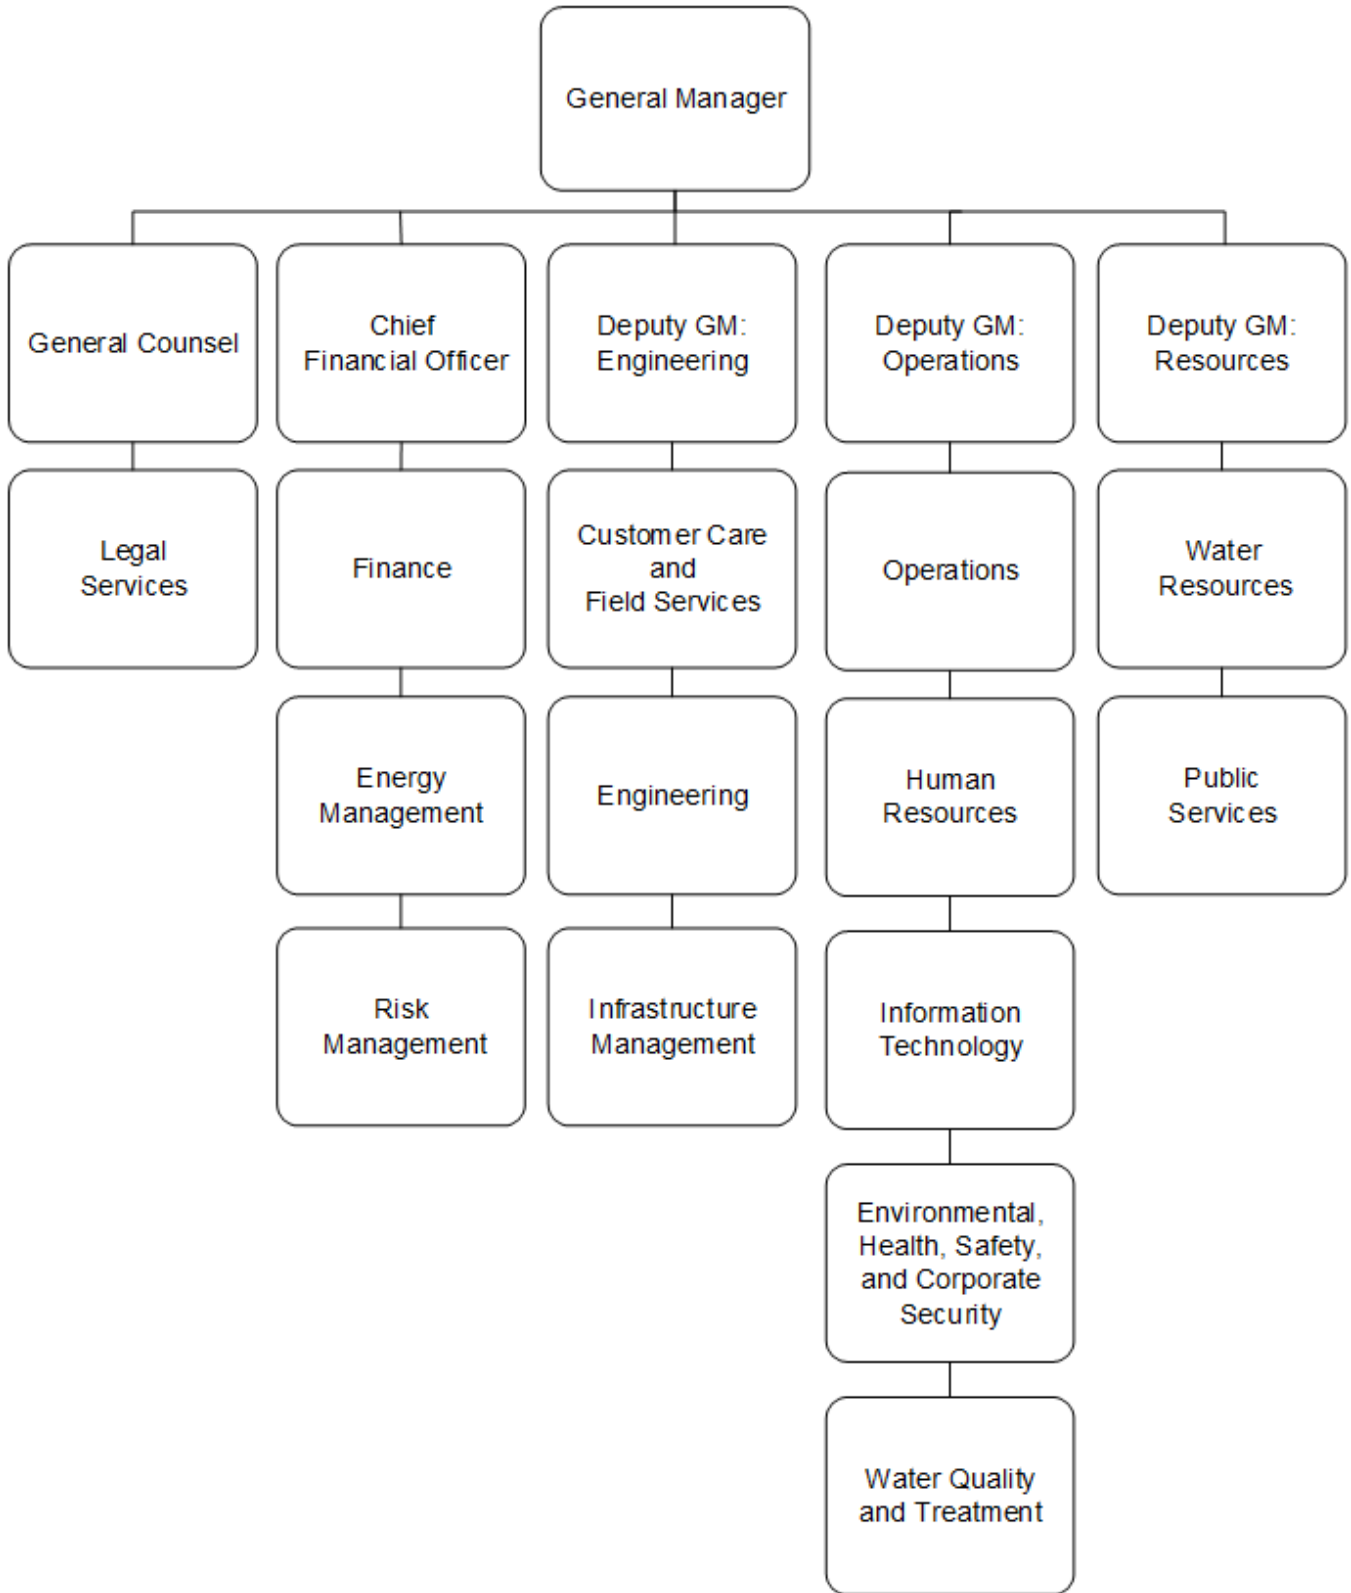 General Manager
General Counsel
Chief
Financial Officer
Deputy GM:
Engineering
Deputy GM:
Operations
Deputy GM:
Resources
Legal
Services
Finance
Customer Care
and
Field Services
Operations
Water
Resources
Energy
Management
Engineering
Human
Resources
Public
Services
Risk
Management
Infrastructure
Management
Information
Technology
Environmental,
Health, Safety,
and Corporate
Security
Water Quality
and Treatment